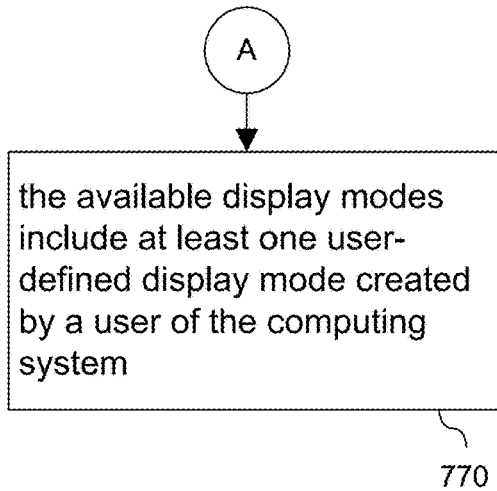 A
the available display modes
include at least one user-
defined display mode created
by a user of the computing
system
770